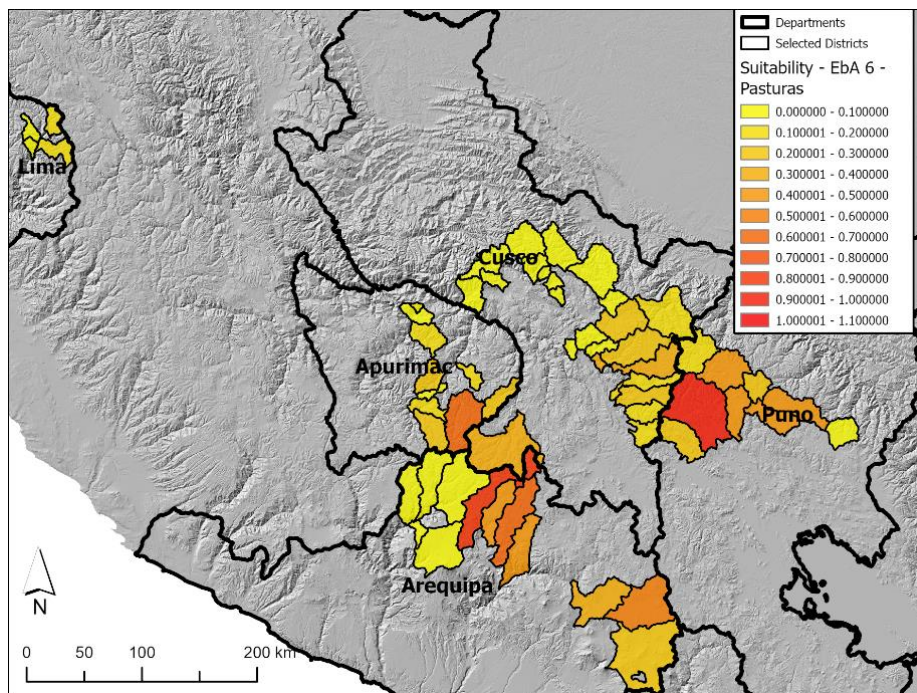 Departments
Selected Districts
Suitability - EbA 6 -
Pasturas
0.000000 - 0.100000
0.100001 - 0.200000
0.200001 - 0.300000
0.300001 - 0.400000
0.400001 - 0.500000
0.500001 - 0.600000
0.600001 - 0.700000
0.700001 - 0.800000
0.800001 - 0.900000
0.900001 - 1.000000
1.000001 - 1.100000
Lima
Cusco
Apurimac
Puno
Arequipa
N
0 50 100 200 km